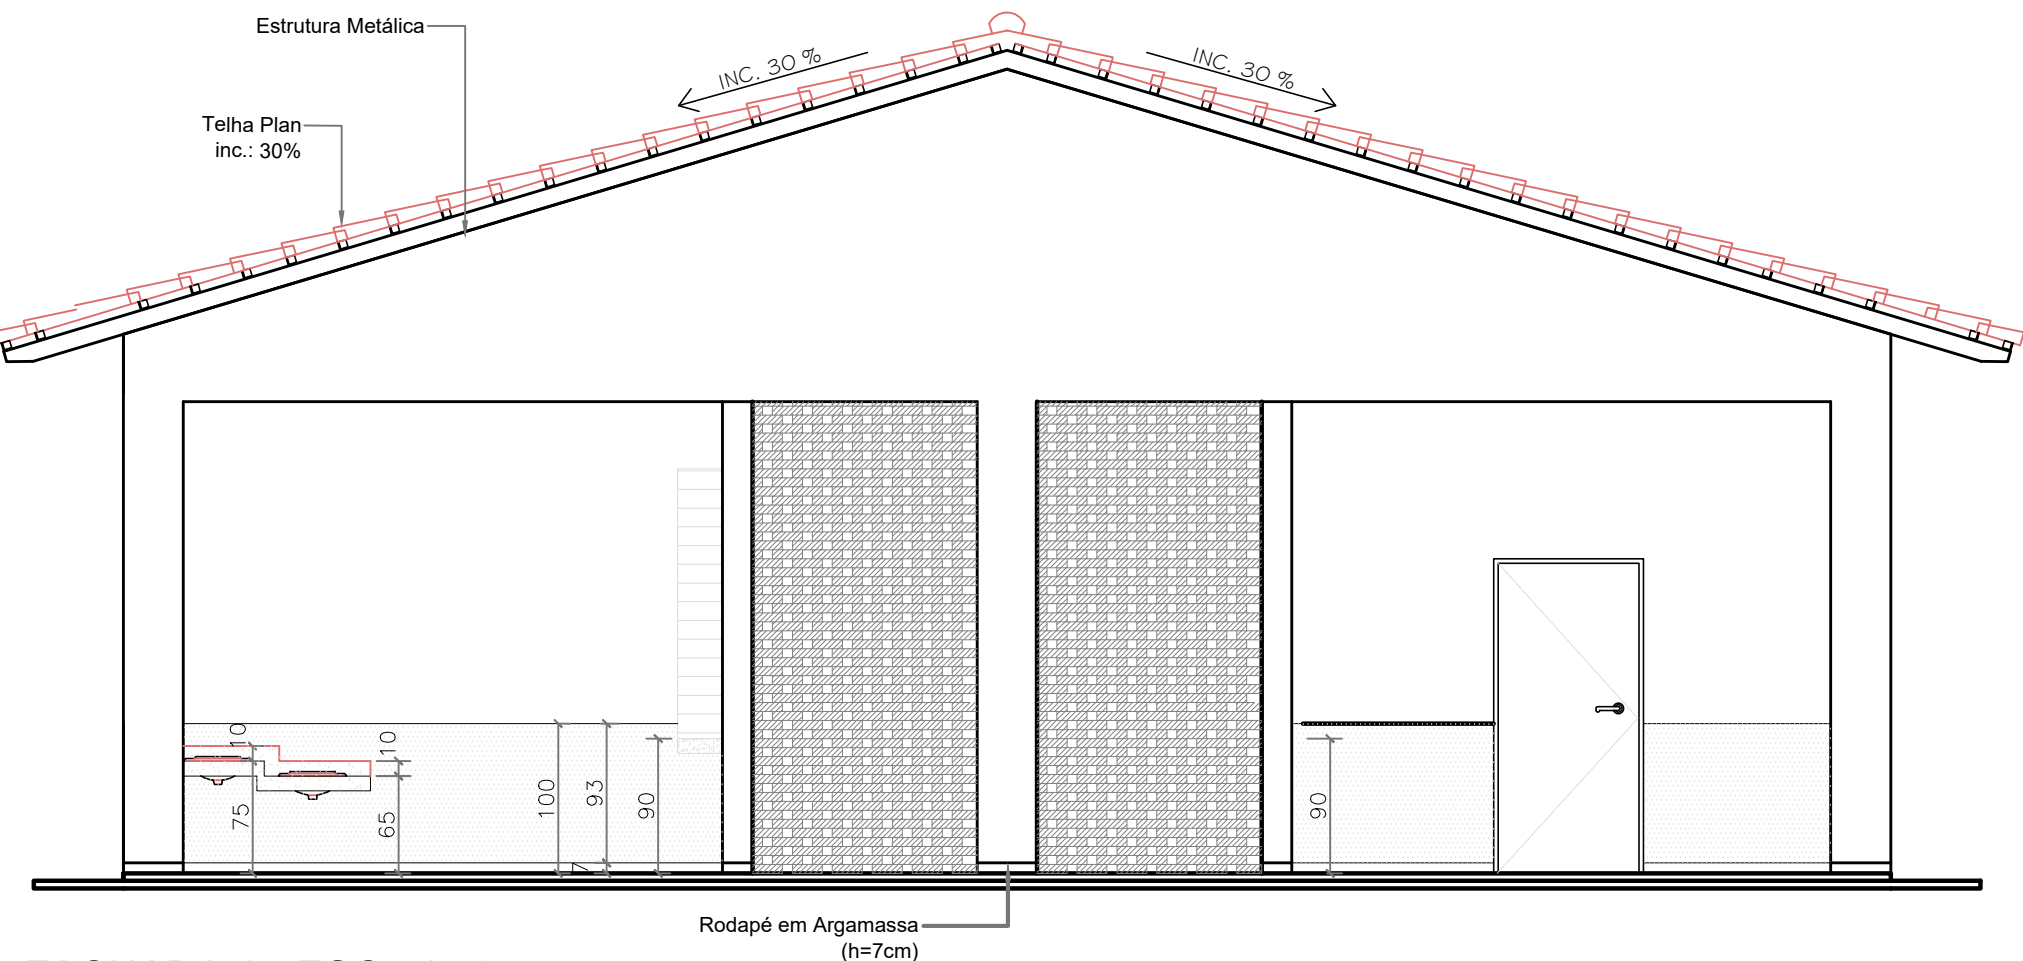 Estrutura Metálica
INC. 30 %
INC. 30 %
Telha Plan
inc.: 30%
10
10
75
65
100
93
90
7
90
Rodapé em Argamassa
(h=7cm)